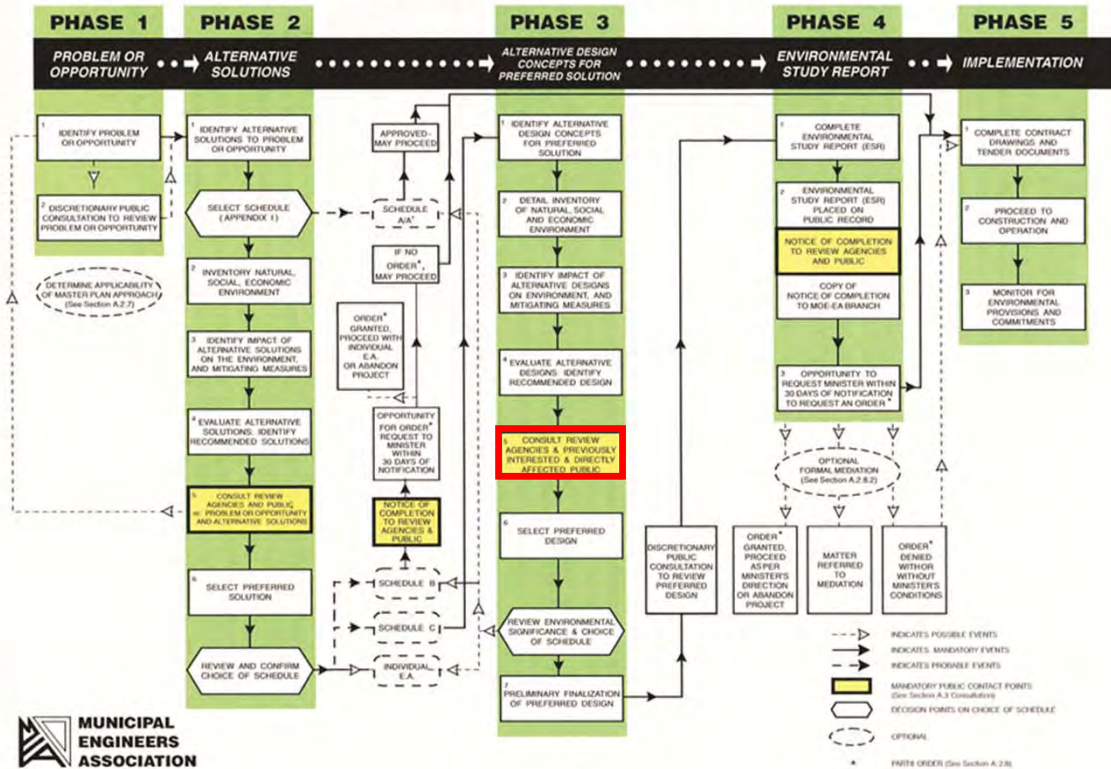 PHASE 1
PHASE 2
PHASE 3
PHASE 4
PHASE 5
PROBLEM OR
OPPORTUNITY
ALTERNATIVE
SOLUTIONS
ALTERNATIVE DESIGN
CONCEPTS FOR
PREFERRED SOLUTION
ENVIRONMENTAL
STUDY REPORT
IMPLEMENTATION
1 IDENTIFY PROBLEM
OR OPPORTUNITY
2 DISCRETIONARY PUBLIC
CONSULTATION TO REVIEW
PROBLEM OR OPPORTUNITY
DETERMINE APPLICABILITY
OF MASTER PLAN APPROACH
(See Section A.2.7)
1 IDENTIFY ALTERNATIVE
SOLUTIONS TO PROBLEM
OR OPPORTUNITY
SELECT SCHEDULE
(APPENDIX I)
2 INVENTORY NATURAL,
SOCIAL, ECONOMIC
ENVIRONMENT
3 IDENTIFY IMPACT OF
ALTERNATIVE SOLUTIONS
ON THE ENVIRONMENT,
AND MITIGATING MEASURES
4 EVALUATE ALTERNATIVE
SOLUTIONS: IDENTIFY
RECOMMENDED SOLUTIONS
5 CONSULT REVIEW
AGENCIES AND PUBLIC
re: PROBLEM OR OPPORTUNITY
AND ALTERNATIVE SOLUTIONS
6 SELECT PREFERRED
SOLUTION
REVIEW AND CONFIRM
CHOICE OF SCHEDULE
APPROVED-
MAY PROCEED
SCHEDULE
A/A+
IF NO
ORDER*,
MAY PROCEED
ORDER*
GRANTED,
PROCEED WITH
INDIVIDUAL
E.A.
OR ABANDON
PROJECT
OPPORTUNITY
FOR ORDER*
REQUEST TO
MINISTER
WITHIN
30 DAYS OF
NOTIFICATION
NOTICE OF
COMPLETION
TO REVIEW
AGENCIES &
PUBLIC
SCHEDULE B
SCHEDULE C
INDIVIDUAL
E.A.
1 IDENTIFY ALTERNATIVE
DESIGN CONCEPTS
FOR PREFERRED
SOLUTION
2 DETAIL INVENTORY
OF NATURAL, SOCIAL
AND ECONOMIC
ENVIRONMENT
3 IDENTIFY IMPACT OF
ALTERNATIVE DESIGNS
ON ENVIRONMENT, AND
MITIGATING MEASURES
4 EVALUATE ALTERNATIVE
DESIGNS: IDENTIFY
RECOMMENDED DESIGN
5 CONSULT REVIEW
AGENCIES & PREVIOUSLY
INTERESTED & DIRECTLY
AFFECTED PUBLIC
6 SELECT PREFERRED
DESIGN
REVIEW ENVIRONMENTAL
SIGNIFICANCE & CHOICE
OF SCHEDULE
7 PRELIMINARY FINALIZATION
OF PREFERRED DESIGN
DISCRETIONARY
PUBLIC
CONSULTATION
TO REVIEW
PREFERRED
DESIGN
1 COMPLETE
ENVIRONMENTAL
STUDY REPORT (ESR)
2 ENVIRONMENTAL
STUDY REPORT (ESR)
PLACED ON
PUBLIC RECORD
NOTICE OF COMPLETION
TO REVIEW AGENCIES
AND PUBLIC
COPY OF
NOTICE OF COMPLETION
TO MOE-EA BRANCH
3 OPPORTUNITY TO
REQUEST MINISTER WITHIN
30 DAYS OF NOTIFICATION
TO REQUEST AN ORDER*
OPTIONAL
FORMAL MEDIATION
(See Section A.2.8.2)
ORDER*
GRANTED,
PROCEED
AS PER
MINISTER'S
DIRECTION
OR ABANDON
PROJECT
MATTER
REFERRED
TO
MEDIATION
ORDER*
DENIED
WITH OR
WITHOUT
MINISTER'S
CONDITIONS
1 COMPLETE CONTRACT
DRAWINGS AND
TENDER DOCUMENTS
2 PROCEED TO
CONSTRUCTION AND
OPERATION
3 MONITOR FOR
ENVIRONMENTAL
PROVISIONS AND
COMMITMENTS
INDICATES POSSIBLE EVENTS
INDICATES MANDATORY EVENTS
INDICATES PROBABLE EVENTS
MANDATORY PUBLIC CONTACT POINTS
(See Section A.3 Consultation)
DECISION POINTS ON CHOICE OF SCHEDULE
OPTIONAL
* PART II ORDER (See Section A.2.8)
MUNICIPAL
ENGINEERS
ASSOCIATION